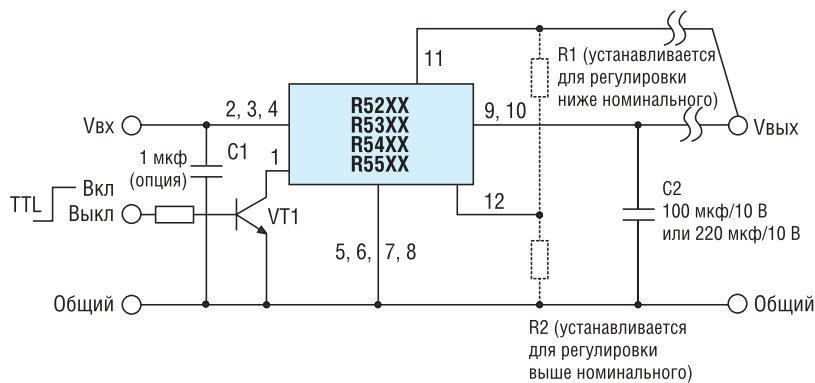 11
R1 (устанавливается
для регулировки
ниже номинального)
R52XX
R53XX
R54XX
R55XX
2, 3, 4
9, 10
Vвх
Vвых
1 мкф
(опция)
C1
1
TTL
Вкл
Выкл
VT1
12
C2
100 мкф/10 В
или 220 мкф/10 В
5, 6, 7, 8
Общий
Общий
R2 (устанавливается
для регулировки
выше номинального)